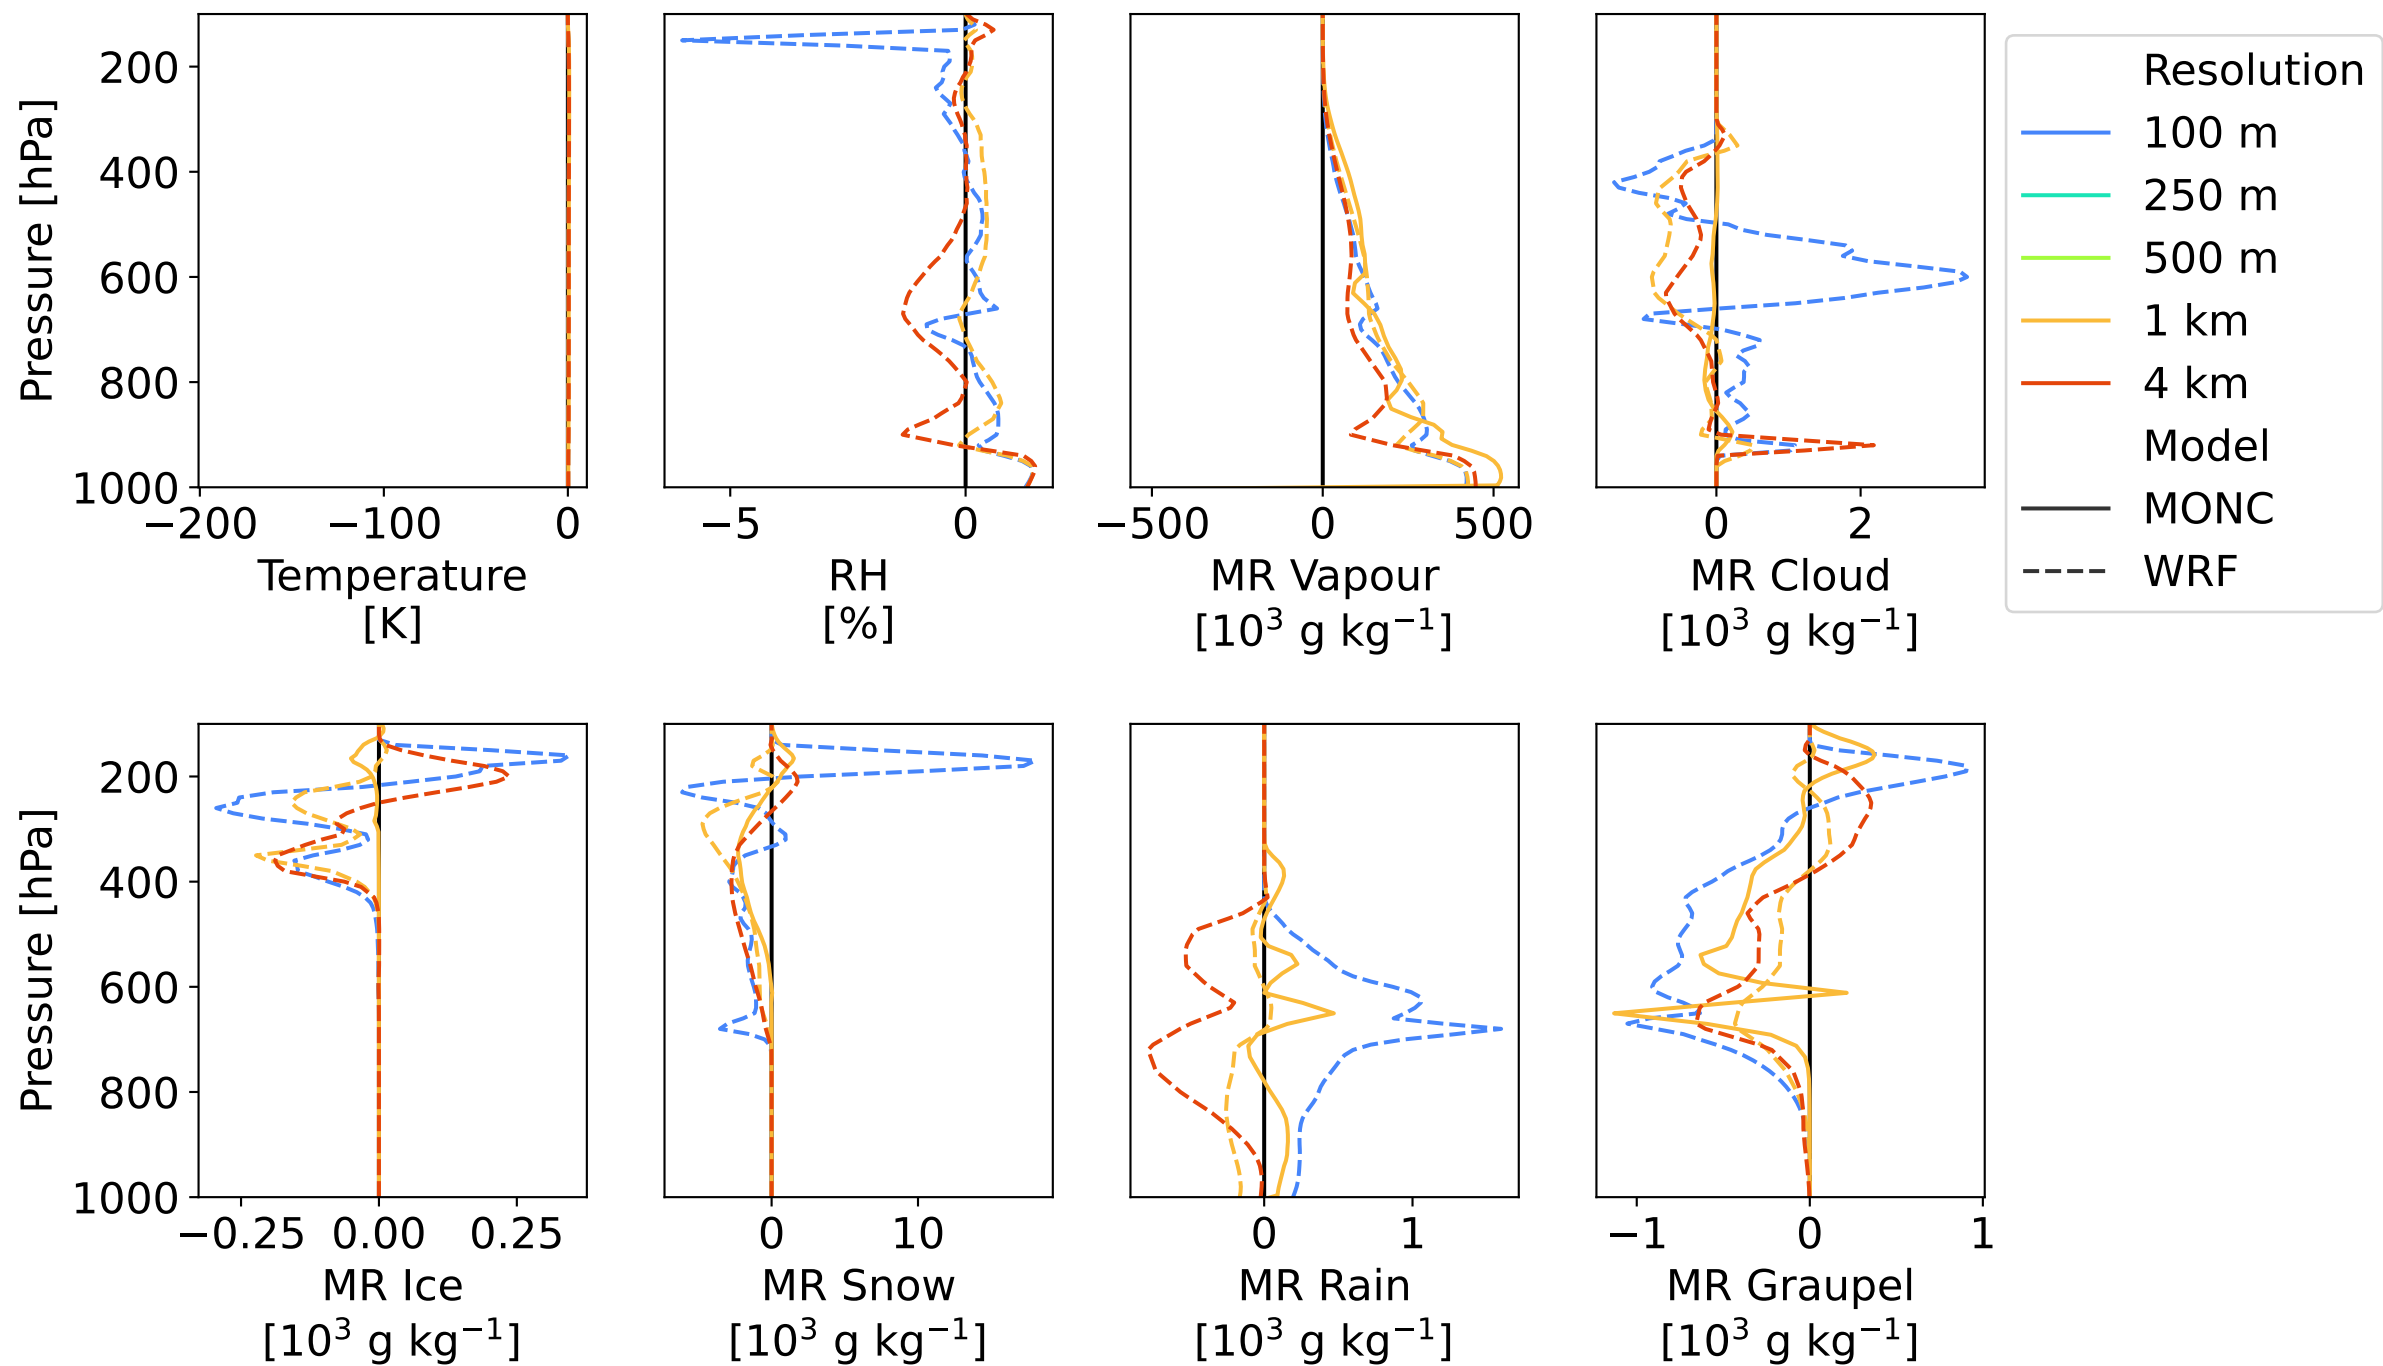 Pressure [hPa]
200
400
600
800
1000
−200 −100 0
Temperature
[K]
−5 0
RH
[%]
−500 0 500
MR Vapour
[10³ g kg⁻¹]
0 2
MR Cloud
[10³ g kg⁻¹]
Resolution
100 m
250 m
500 m
1 km
4 km
Model
MONC
WRF
Pressure [hPa]
200
400
600
800
1000
−0.25 0.00 0.25
MR Ice
[10³ g kg⁻¹]
0 10
MR Snow
[10³ g kg⁻¹]
0 1
MR Rain
[10³ g kg⁻¹]
−1 0 1
MR Graupel
[10³ g kg⁻¹]